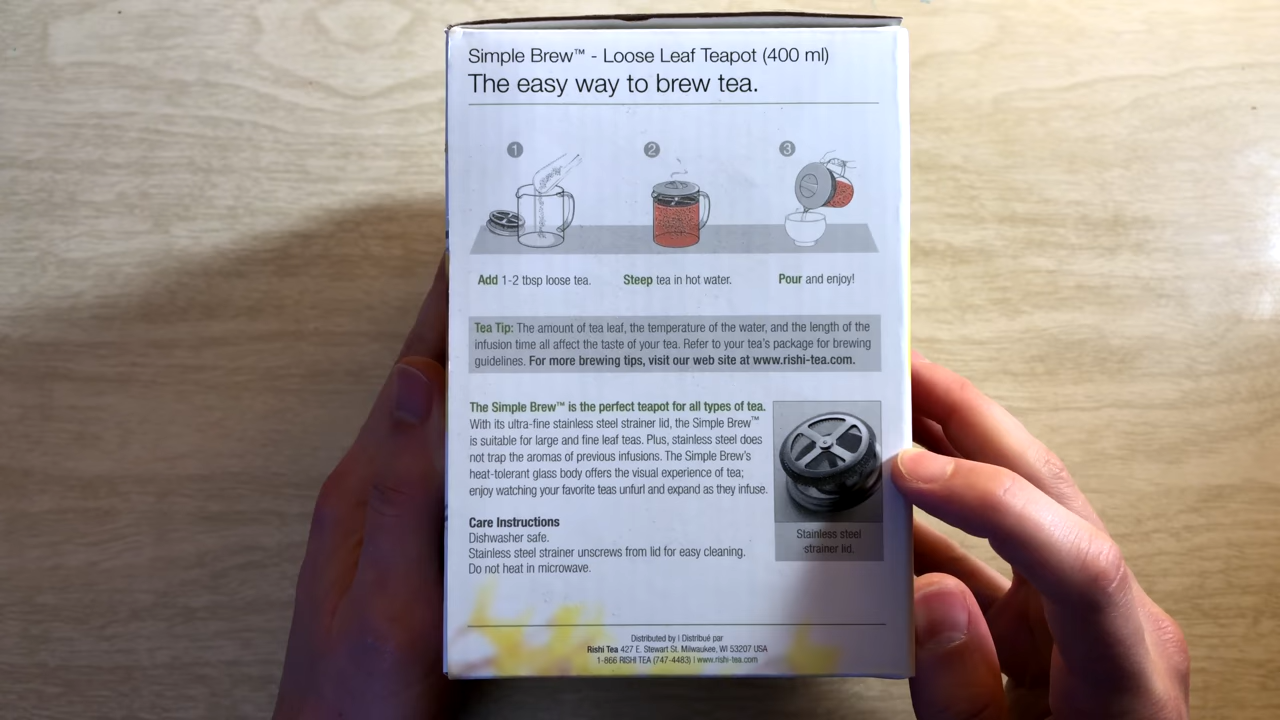 Simple Brew™ - Loose Leaf Teapot (400 ml)
The easy way to brew tea.
1
2
3
Add 1-2 tbsp loose tea.
Steep tea in hot water.
Pour and enjoy!
Tea Tip: The amount of tea leaf, the temperature of the water, and the length of the
infusion time all affect the taste of your tea. Refer to your tea's package for brewing
guidelines. For more brewing tips, visit our web site at www.rishi-tea.com.
The Simple Brew™ is the perfect teapot for all types of tea.
With its ultra-fine stainless steel strainer lid, the Simple Brew™
is suitable for large and fine leaf teas. Plus, stainless steel does
not trap the aromas of previous infusions. The Simple Brew's
heat-tolerant glass body offers the visual experience of tea;
enjoy watching your favorite teas unfurl and expand as they infuse.
Stainless steel
strainer lid.
Care Instructions
Dishwasher safe.
Stainless steel strainer unscrews from lid for easy cleaning.
Do not heat in microwave.
Distributed by | Distribué par
Rishi Tea 427 E. Stewart St. Milwaukee, WI 53207 USA
1-866 RISHI TEA (747-4483) | www.rishi-tea.com